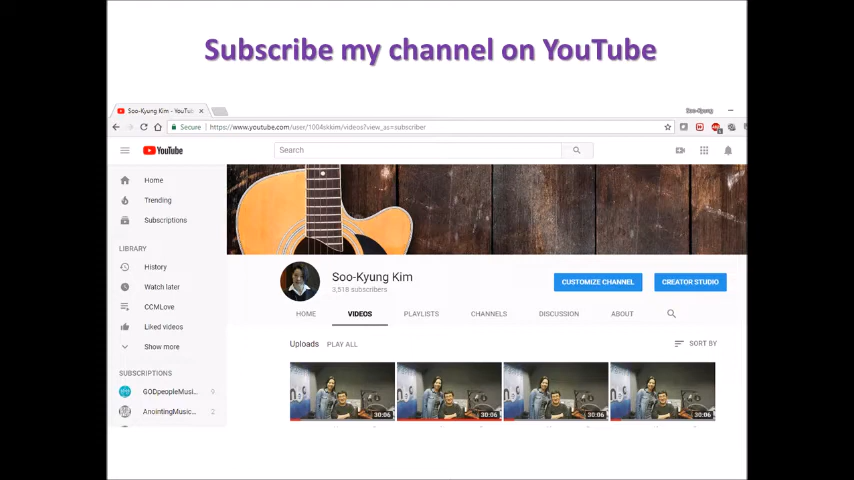 Subscribe my channel on YouTube
Soo-Kyung Kim - YouTub
Soo-Kyung
Secure https://www.youtube.com/user/1004skkim/videos?view_as=subscriber
YouTube
Search
Home
Trending
Subscriptions
LIBRARY
History
Watch later
CCMLove
Liked videos
Show more
SUBSCRIPTIONS
GODpeopleMusi... 9
AnointingMusic... 2
Soo-Kyung Kim
3,518 subscribers
CUSTOMIZE CHANNEL CREATOR STUDIO
HOME VIDEOS PLAYLISTS CHANNELS DISCUSSION ABOUT
Uploads PLAY ALL SORT BY
30:06 30:06 30:06 30:06